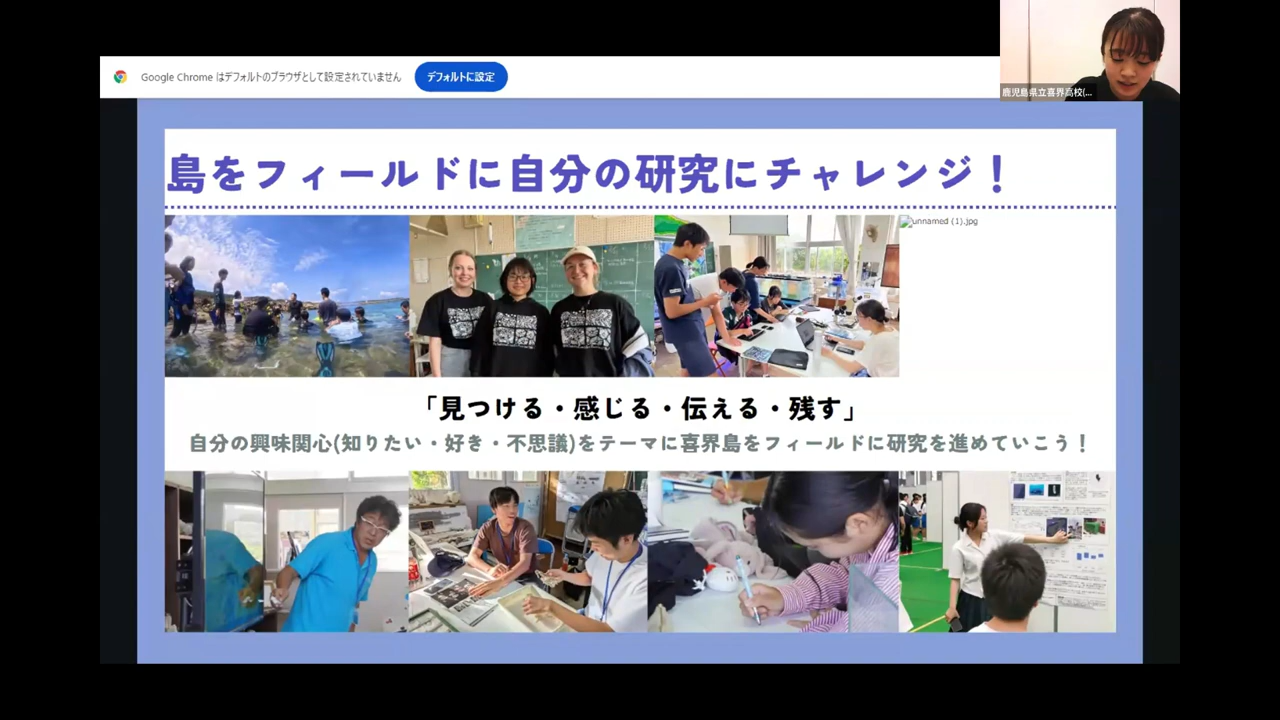 Google Chrome はデフォルトのブラウザとして設定されていません
デフォルトに設定
鹿児島県立喜界高校(...
島をフィールドに自分の研究にチャレンジ！
unnamed (1).jpg
「見つける・感じる・伝える・残す」
自分の興味関心(知りたい・好き・不思議)をテーマに喜界島をフィールドに研究を進めていこう！